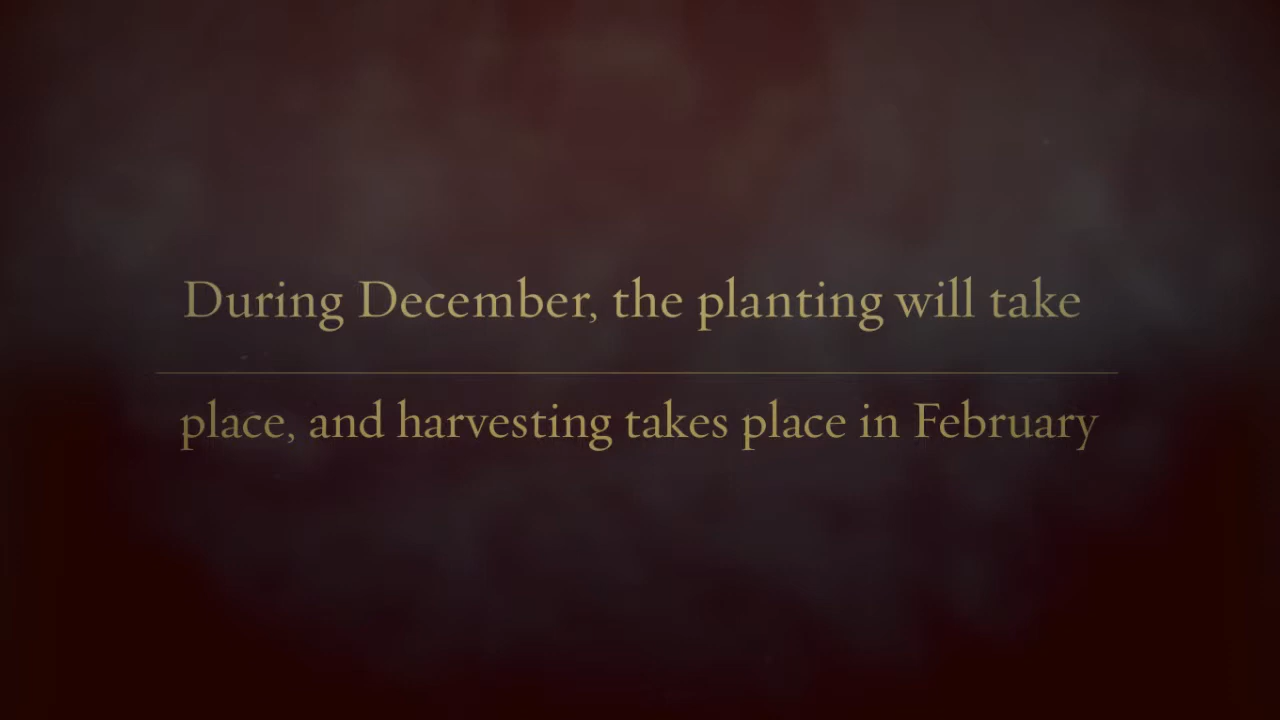 During December, the planting will take
place, and harvesting takes place in February